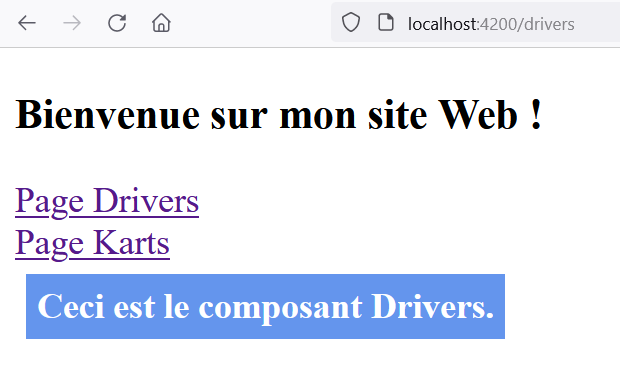 localhost:4200/drivers
Bienvenue sur mon site Web !
Page Drivers
Page Karts
Ceci est le composant Drivers.